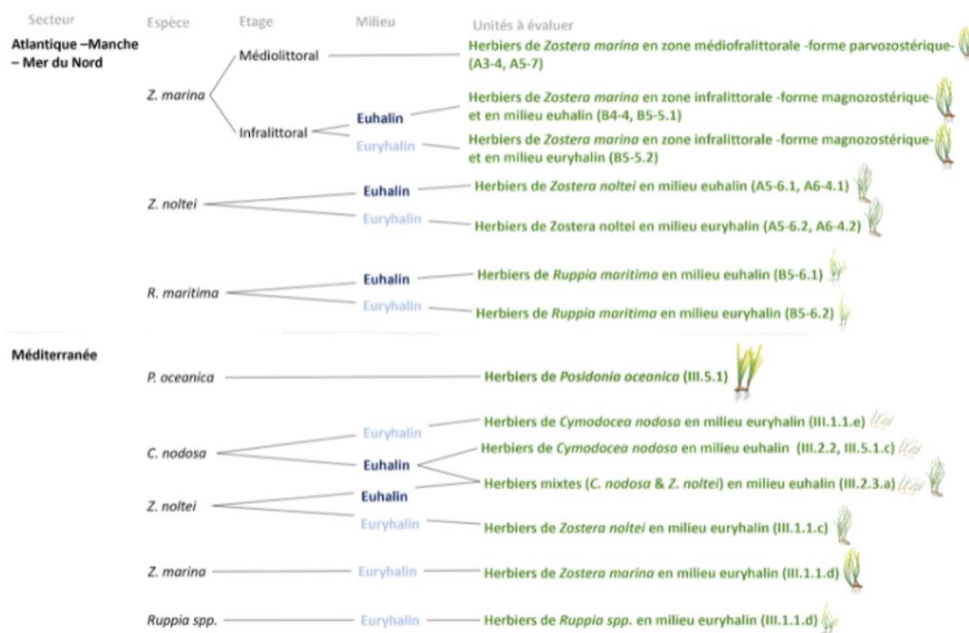 Secteur Espèce Etage Milieu Unités à évaluer
Atlantique –Manche
– Mer du Nord
Z. marina
Médiolittoral
Herbiers de Zostera marina en zone médiofralittorale -forme parvozostérique-
(A3-4, A5-7)
Infralittoral
Euhalin
Herbiers de Zostera marina en zone infralittorale -forme magnozostérique-
et en milieu euhalin (B4-4, B5-5.1)
Euryhalin
Herbiers de Zostera marina en zone infralittorale -forme magnozostérique-
et en milieu euryhalin (B5-5.2)
Z. noltei
Euhalin
Herbiers de Zostera noltei en milieu euhalin (A5-6.1, A6-4.1)
Euryhalin
Herbiers de Zostera noltei en milieu euryhalin (A5-6.2, A6-4.2)
R. maritima
Euhalin
Herbiers de Ruppia maritima en milieu euhalin (B5-6.1)
Euryhalin
Herbiers de Ruppia maritima en milieu euryhalin (B5-6.2)
Méditerranée
P. oceanica
Herbiers de Posidonia oceanica (III.5.1)
C. nodosa
Euryhalin
Herbiers de Cymodocea nodosa en milieu euryhalin (III.1.1.e)
Euhalin
Herbiers de Cymodocea nodosa en milieu euhalin (III.2.2, III.5.1.c)
Herbiers mixtes (C. nodosa & Z. noltei) en milieu euhalin (III.2.3.a)
Z. noltei
Euhalin
Euryhalin
Herbiers de Zostera noltei en milieu euryhalin (III.1.1.c)
Z. marina
Euryhalin
Herbiers de Zostera marina en milieu euryhalin (III.1.1.d)
Ruppia spp.
Euryhalin
Herbiers de Ruppia spp. en milieu euryhalin (III.1.1.d)